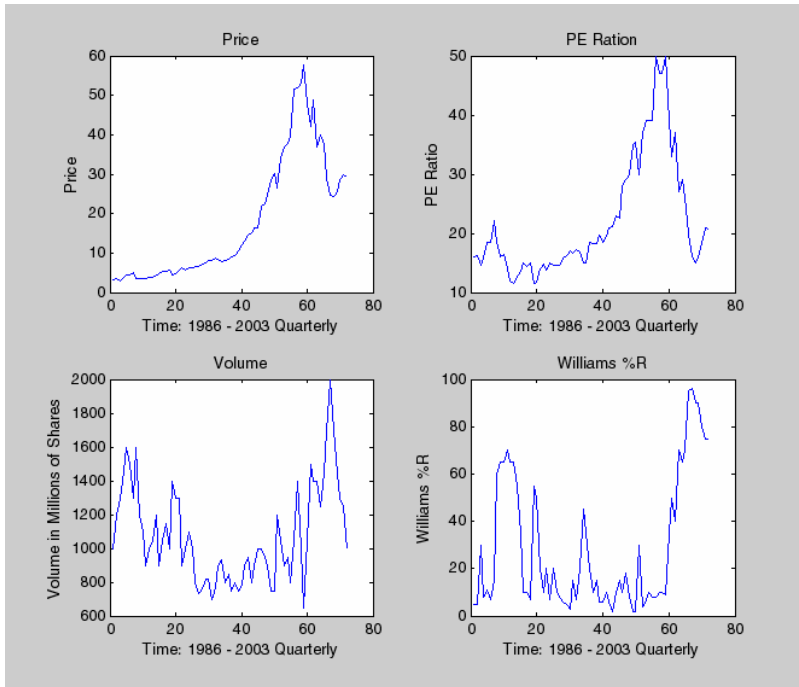 Price
60
50
40
30
20
10
0
Price
0 20 40 60 80
Time: 1986 - 2003 Quarterly
PE Ration
50
40
30
20
10
PE Ratio
0 20 40 60 80
Time: 1986 - 2003 Quarterly
Volume
2000
1800
1600
1400
1200
1000
800
600
Volume in Millions of Shares
0 20 40 60 80
Time: 1986 - 2003 Quarterly
Williams %R
100
80
60
40
20
0
Williams %R
0 20 40 60 80
Time: 1986 - 2003 Quarterly